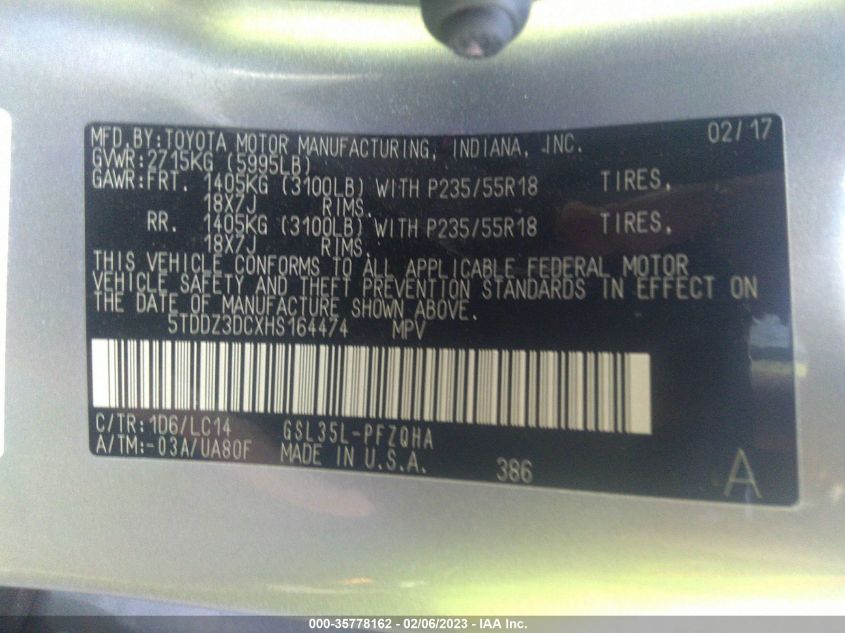 MFD.BY:TOYOTA MOTOR MANUFACTURING, INDIANA, INC. 02/17
GVWR:2715KG (5995LB)
GAWR:FRT. 1405KG (3100LB) WITH P235/55R18 TIRES,
18X7J RIMS.
RR. 1405KG (3100LB) WITH P235/55R18 TIRES,
18X7J RIMS.
THIS VEHICLE CONFORMS TO ALL APPLICABLE FEDERAL MOTOR
VEHICLE SAFETY AND THEFT PREVENTION STANDARDS IN EFFECT ON
THE DATE OF MANUFACTURE SHOWN ABOVE.
5TDDZ3DCXHS164474 MPV
C/TR:1D6/LC14 GSL35L-PFZQHA
A/TM:-03A/UA80F MADE IN U.S.A. 386 A
000-35778162 - 02/06/2023 - IAA Inc.